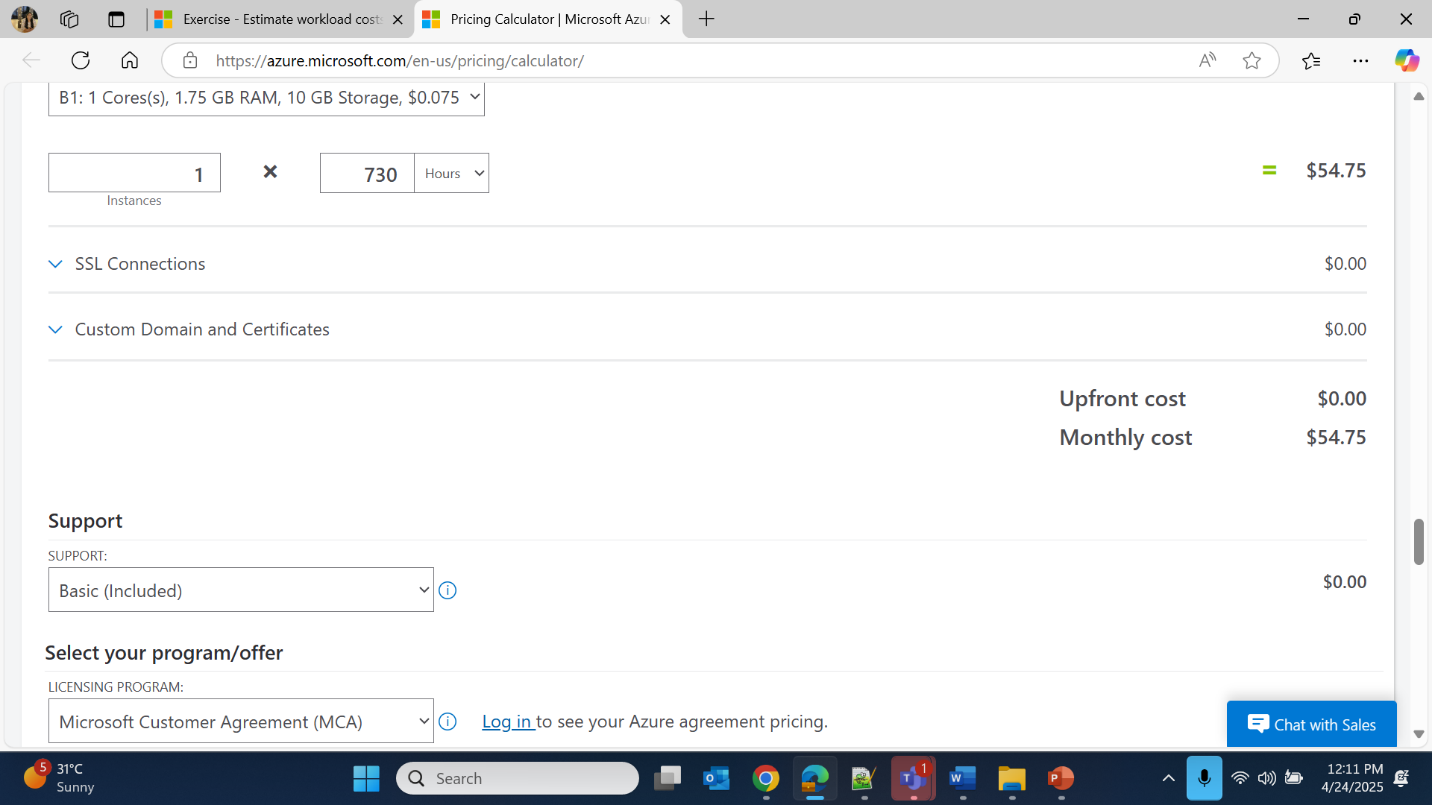 Exercise - Estimate workload costs
Pricing Calculator | Microsoft Azu
https://azure.microsoft.com/en-us/pricing/calculator/
B1: 1 Cores(s), 1.75 GB RAM, 10 GB Storage, $0.075
1 × 730 Hours = $54.75
Instances
SSL Connections $0.00
Custom Domain and Certificates $0.00
Upfront cost $0.00
Monthly cost $54.75
Support
SUPPORT:
Basic (Included) $0.00
Select your program/offer
LICENSING PROGRAM:
Microsoft Customer Agreement (MCA) Log in to see your Azure agreement pricing.
Chat with Sales
5 31°C
Sunny
Search
1
12:11 PM
4/24/2025